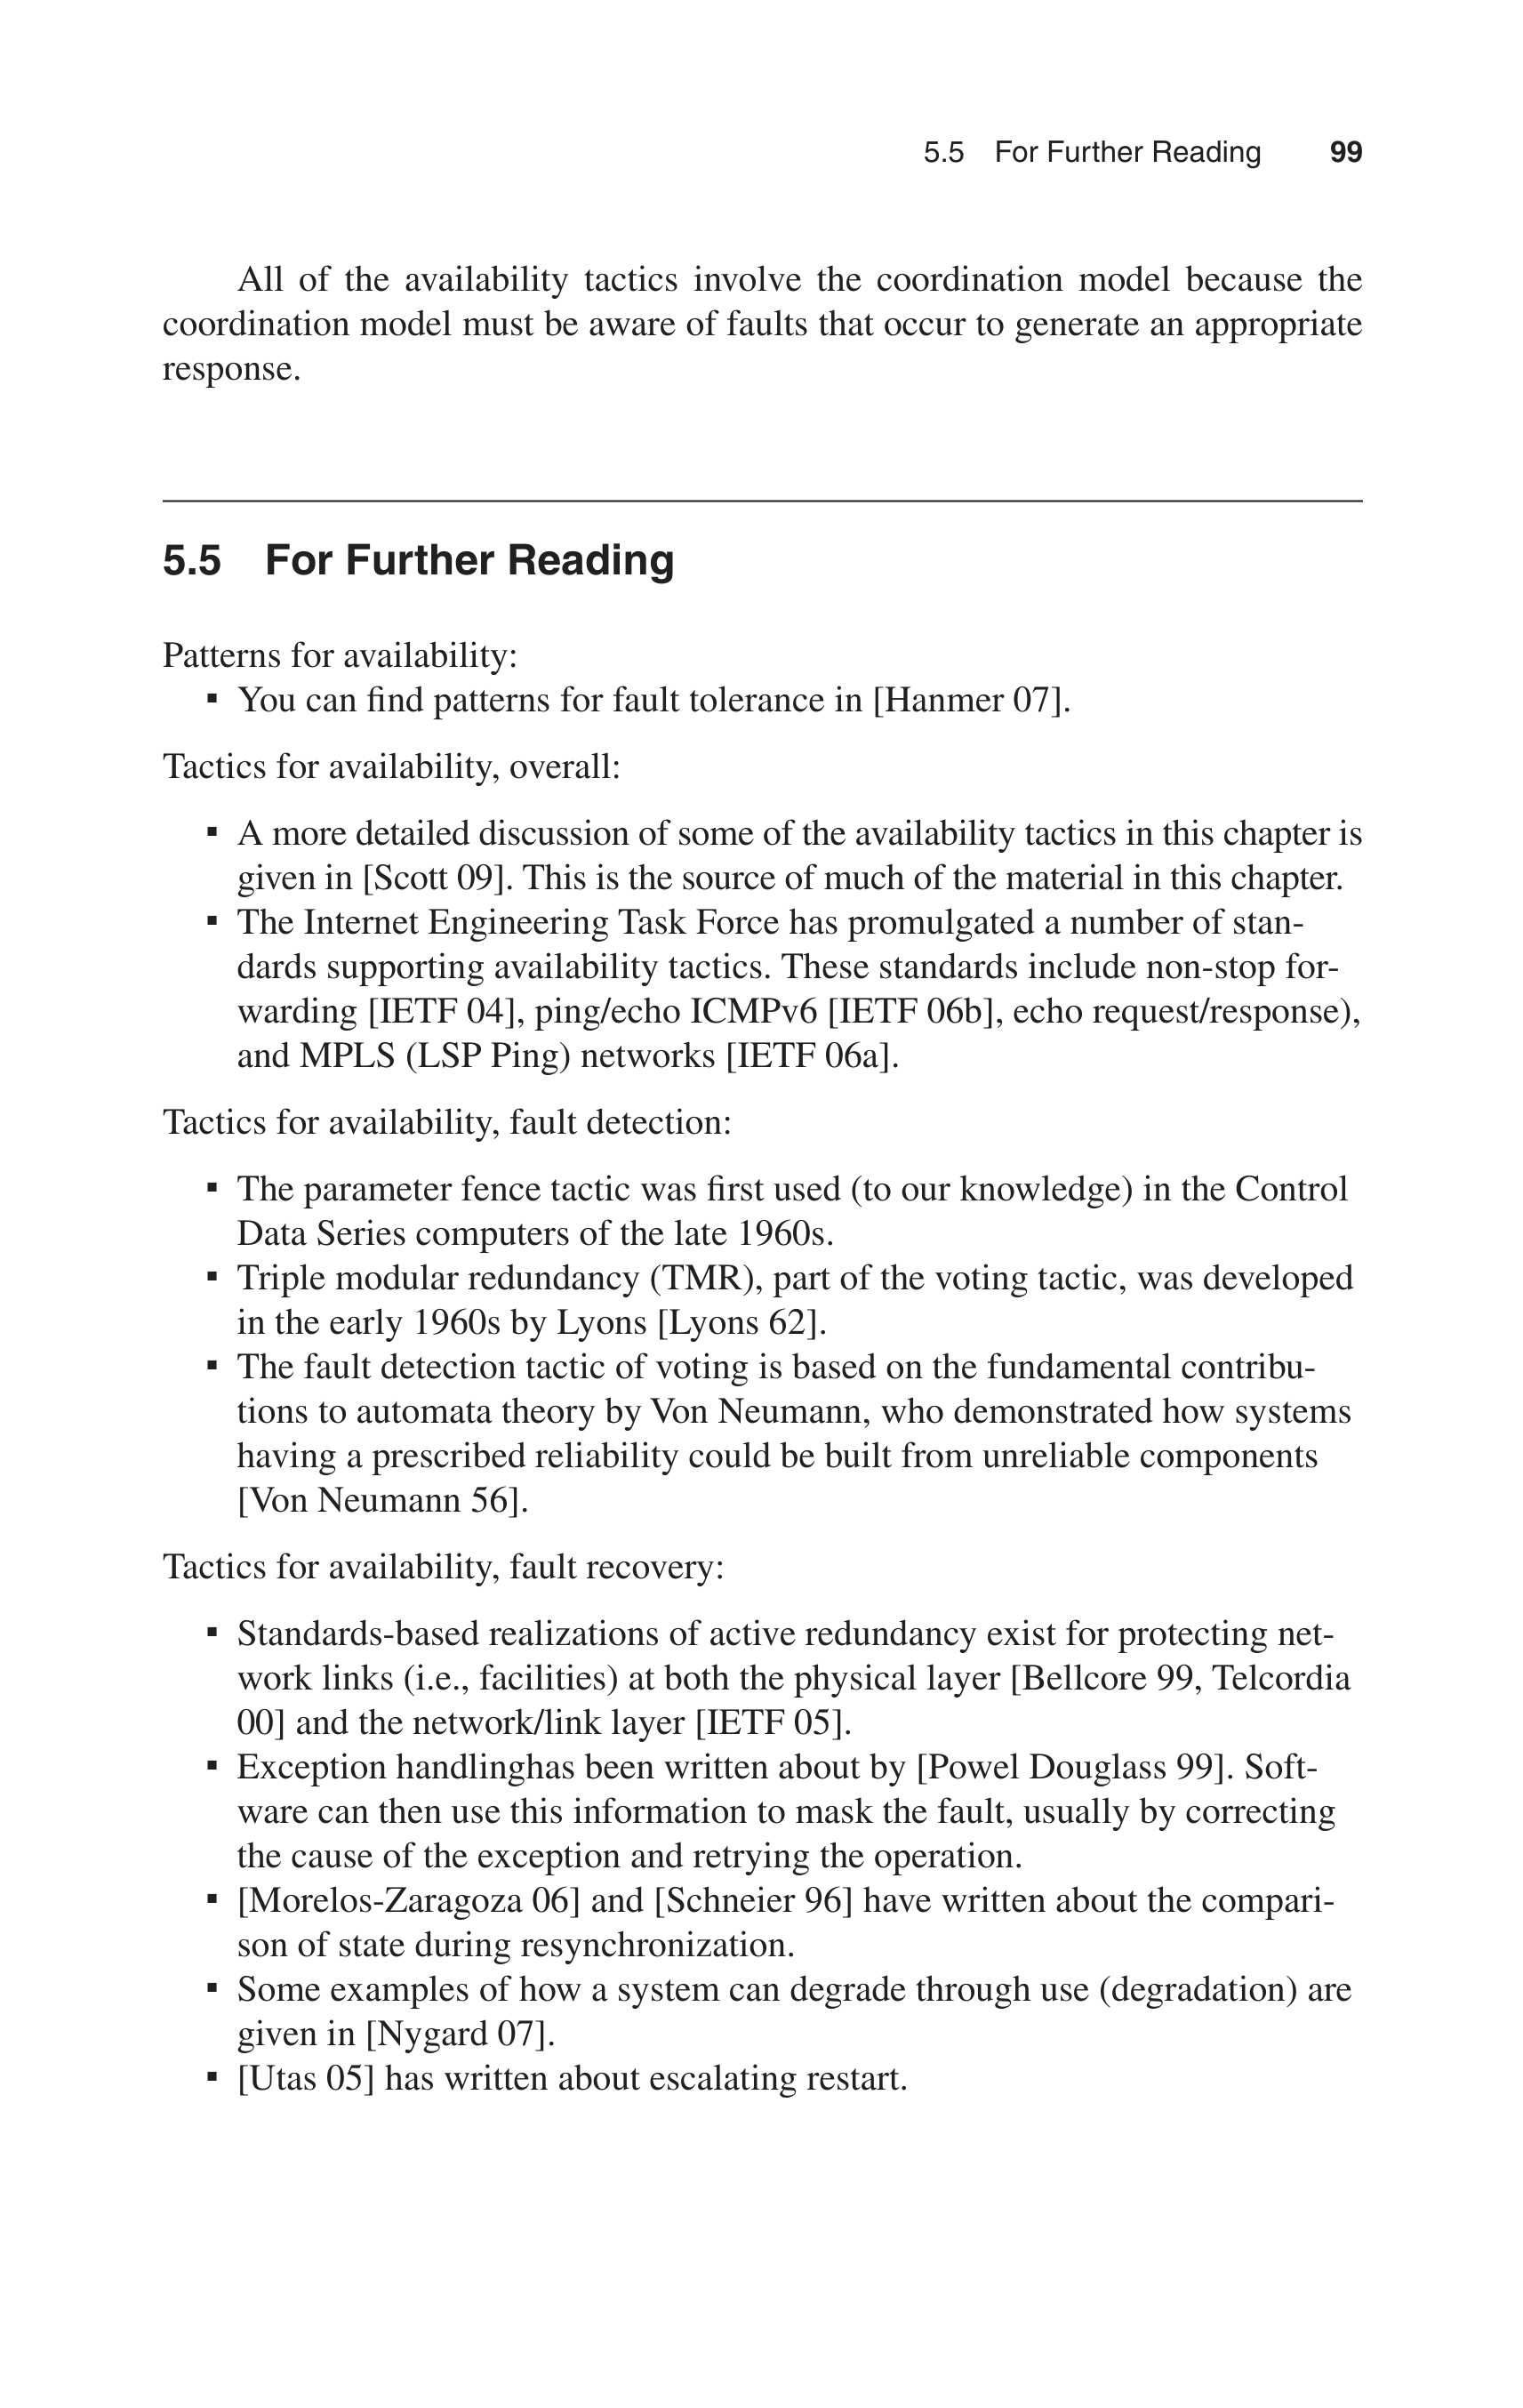 5.5 For Further Reading 99
All of the availability tactics involve the coordination model because the
coordination model must be aware of faults that occur to generate an appropriate
response.
5.5 For Further Reading
Patterns for availability:
▪ You can find patterns for fault tolerance in [Hanmer 07].
Tactics for availability, overall:
▪ A more detailed discussion of some of the availability tactics in this chapter is
given in [Scott 09]. This is the source of much of the material in this chapter.
▪ The Internet Engineering Task Force has promulgated a number of stan-
dards supporting availability tactics. These standards include non-stop for-
warding [IETF 04], ping/echo ICMPv6 [IETF 06b], echo request/response),
and MPLS (LSP Ping) networks [IETF 06a].
Tactics for availability, fault detection:
▪ The parameter fence tactic was first used (to our knowledge) in the Control
Data Series computers of the late 1960s.
▪ Triple modular redundancy (TMR), part of the voting tactic, was developed
in the early 1960s by Lyons [Lyons 62].
▪ The fault detection tactic of voting is based on the fundamental contribu-
tions to automata theory by Von Neumann, who demonstrated how systems
having a prescribed reliability could be built from unreliable components
[Von Neumann 56].
Tactics for availability, fault recovery:
▪ Standards-based realizations of active redundancy exist for protecting net-
work links (i.e., facilities) at both the physical layer [Bellcore 99, Telcordia
00] and the network/link layer [IETF 05].
▪ Exception handlinghas been written about by [Powel Douglass 99]. Soft-
ware can then use this information to mask the fault, usually by correcting
the cause of the exception and retrying the operation.
▪ [Morelos-Zaragoza 06] and [Schneier 96] have written about the compari-
son of state during resynchronization.
▪ Some examples of how a system can degrade through use (degradation) are
given in [Nygard 07].
▪ [Utas 05] has written about escalating restart.